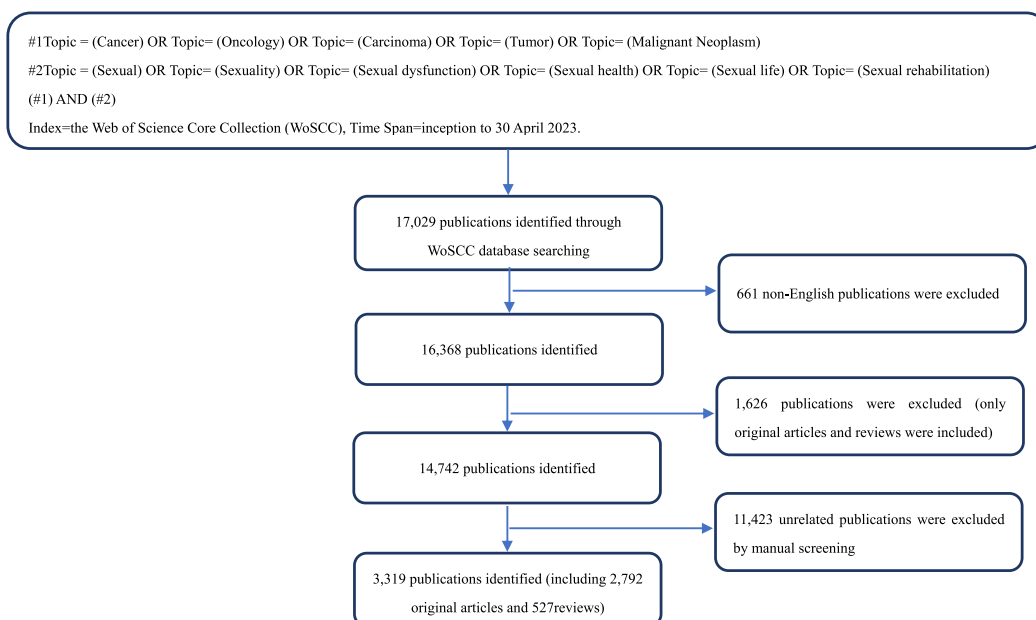 #1Topic = (Cancer) OR Topic= (Oncology) OR Topic= (Carcinoma) OR Topic= (Tumor) OR Topic= (Malignant Neoplasm)
#2Topic = (Sexual) OR Topic= (Sexuality) OR Topic= (Sexual dysfunction) OR Topic= (Sexual health) OR Topic= (Sexual life) OR Topic= (Sexual rehabilitation)
(#1) AND (#2)
Index=the Web of Science Core Collection (WoSCC), Time Span=inception to 30 April 2023.
17,029 publications identified through
WoSCC database searching
661 non-English publications were excluded
16,368 publications identified
1,626 publications were excluded (only
original articles and reviews were included)
14,742 publications identified
11,423 unrelated publications were excluded
by manual screening
3,319 publications identified (including 2,792
original articles and 527reviews)